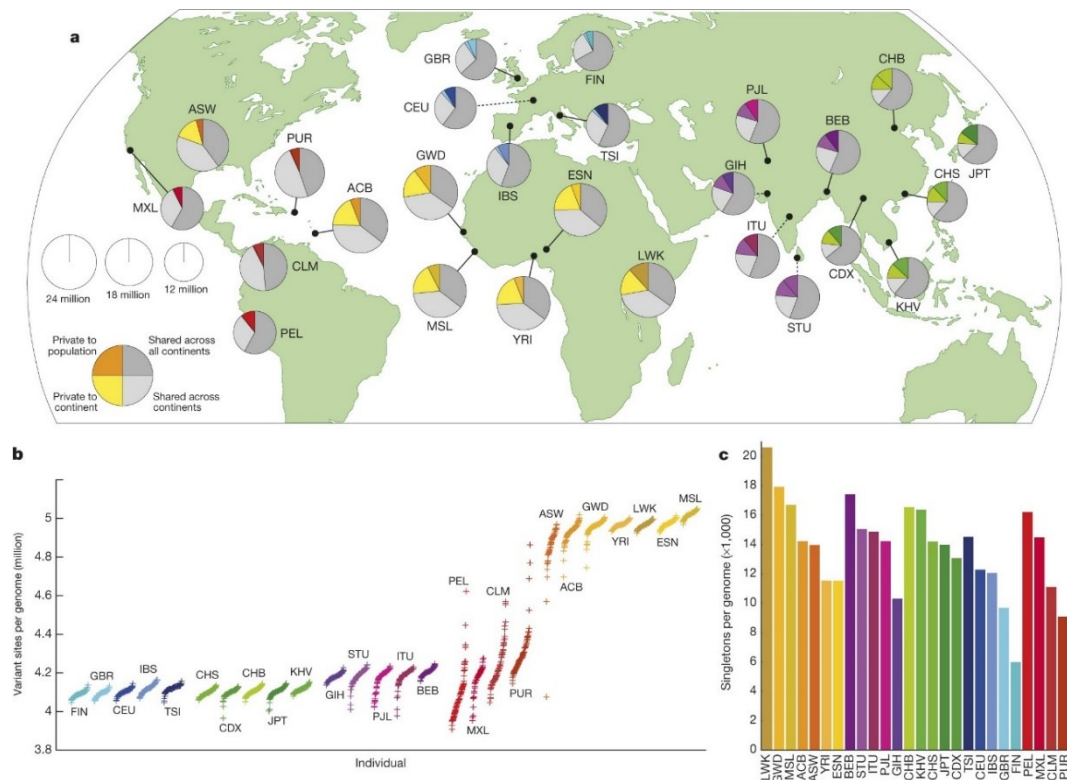 a
GBR
FIN
CHB
CEU
PJL
ASW
BEB
PUR
TSI
GWD
JPT
IBS
ESN
GIH
CHS
ACB
MXL
ITU
LWK
CDX
CLM
24 million
18 million
12 million
KHV
MSL
STU
YRI
PEL
Private to
population
Shared across
all continents
Private to
continent
Shared across
continents
b
Variant sites per genome (million)
5
4.8
4.6
4.4
4.2
4
3.8
FIN
GBR
CEU
IBS
TSI
CHS
CDX
CHB
JPT
KHV
GIH
STU
PJL
ITU
BEB
PEL
MXL
CLM
PUR
ASW
ACB
GWD
YRI
LWK
ESN
MSL
Individual
c
Singletons per genome (×1,000)
20
18
16
14
12
10
8
6
4
2
0
LWK
GWD
MSL
ACB
ASW
YRI
ESN
BEB
STU
ITU
PJL
GIH
CHB
KHV
CHS
JPT
CDX
TSI
CEU
IBS
GBR
FIN
PEL
MXL
CLM
PUR